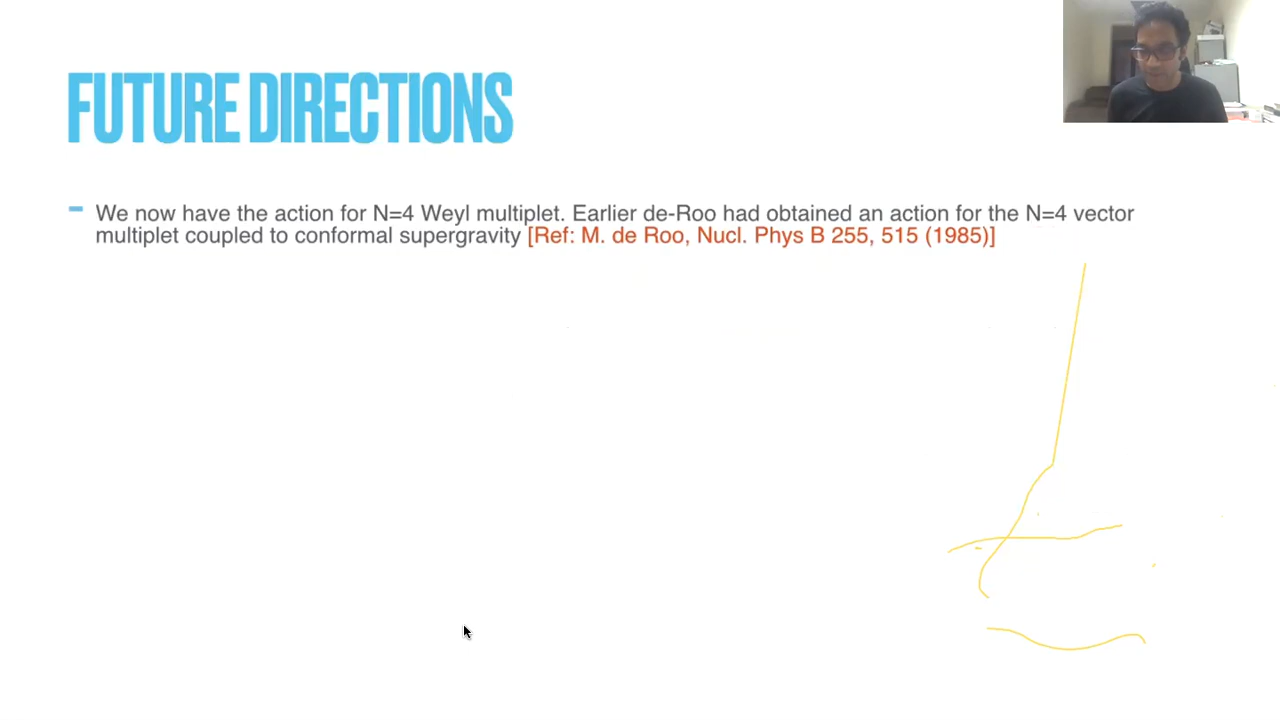 FUTURE DIRECTIONS
We now have the action for N=4 Weyl multiplet. Earlier de-Roo had obtained an action for the N=4 vector
multiplet coupled to conformal supergravity [Ref: M. de Roo, Nucl. Phys B 255, 515 (1985)]